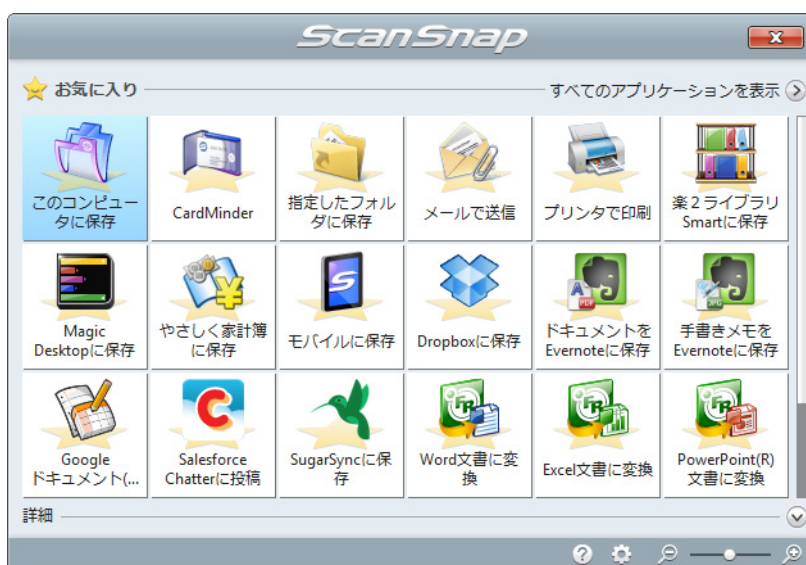 ScanSnap
お気に入り
すべてのアプリケーションを表示
このコンピュー
タに保存
CardMinder
指定したフォル
ダに保存
メールで送信
プリンタで印刷
楽２ライブラリ
Smartに保存
Magic
Desktopに保存
やさしく家計簿
に保存
モバイルに保存
Dropboxに保存
ドキュメントを
Evernoteに保存
手書きメモを
Evernoteに保存
Google
ドキュメント(...
Salesforce
Chatterに投稿
SugarSyncに保
存
Word文書に変
換
Excel文書に変換
PowerPoint(R)
文書に変換
詳細